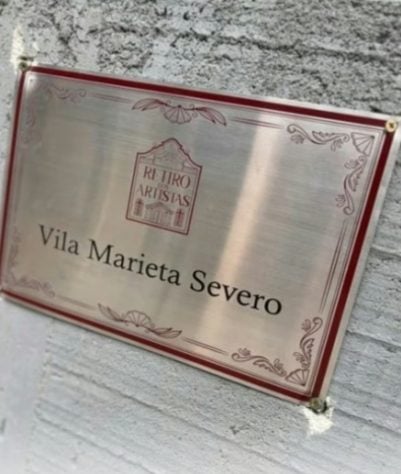 RETIRO
DOS
ARTISTAS
Vila Marieta Severo